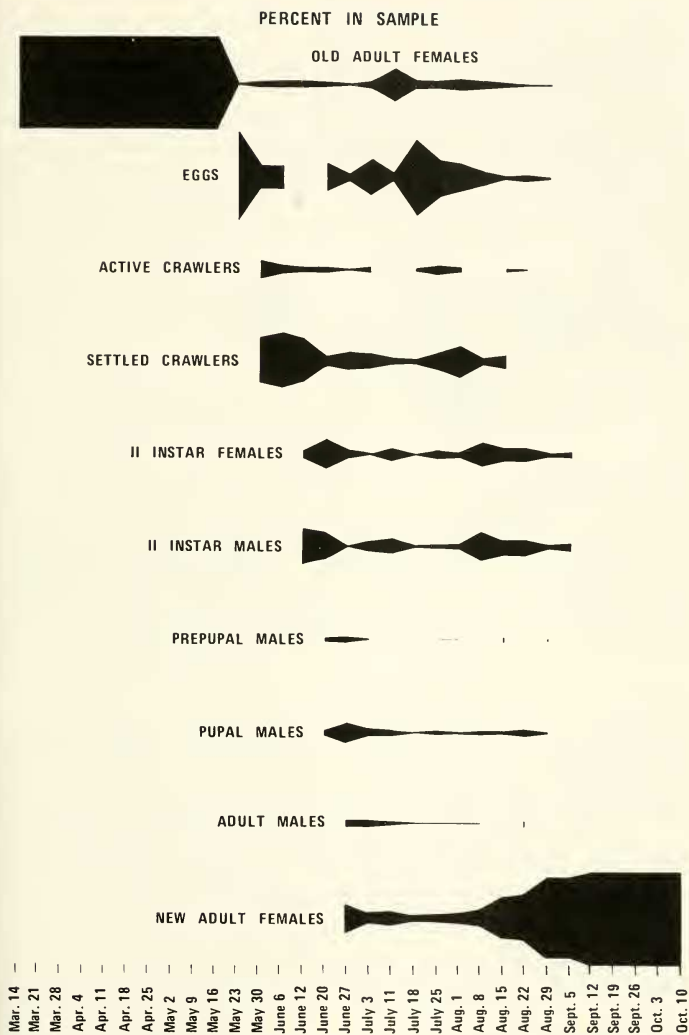 PERCENT IN SAMPLE
OLD ADULT FEMALES
EGGS
ACTIVE CRAWLERS
SETTLED CRAWLERS
II INSTAR FEMALES
II INSTAR MALES
PREPUPAL MALES
PUPAL MALES
ADULT MALES
NEW ADULT FEMALES
Mar. 14
Mar. 21
Mar. 28
Apr. 4
Apr. 11
Apr. 18
Apr. 25
May 2
May 9
May 16
May 23
May 30
June 6
June 12
June 20
June 27
July 3
July 11
July 18
July 25
Aug. 1
Aug. 8
Aug. 15
Aug. 22
Aug. 29
Sept. 5
Sept. 12
Sept. 19
Sept. 26
Oct. 3
Oct. 10